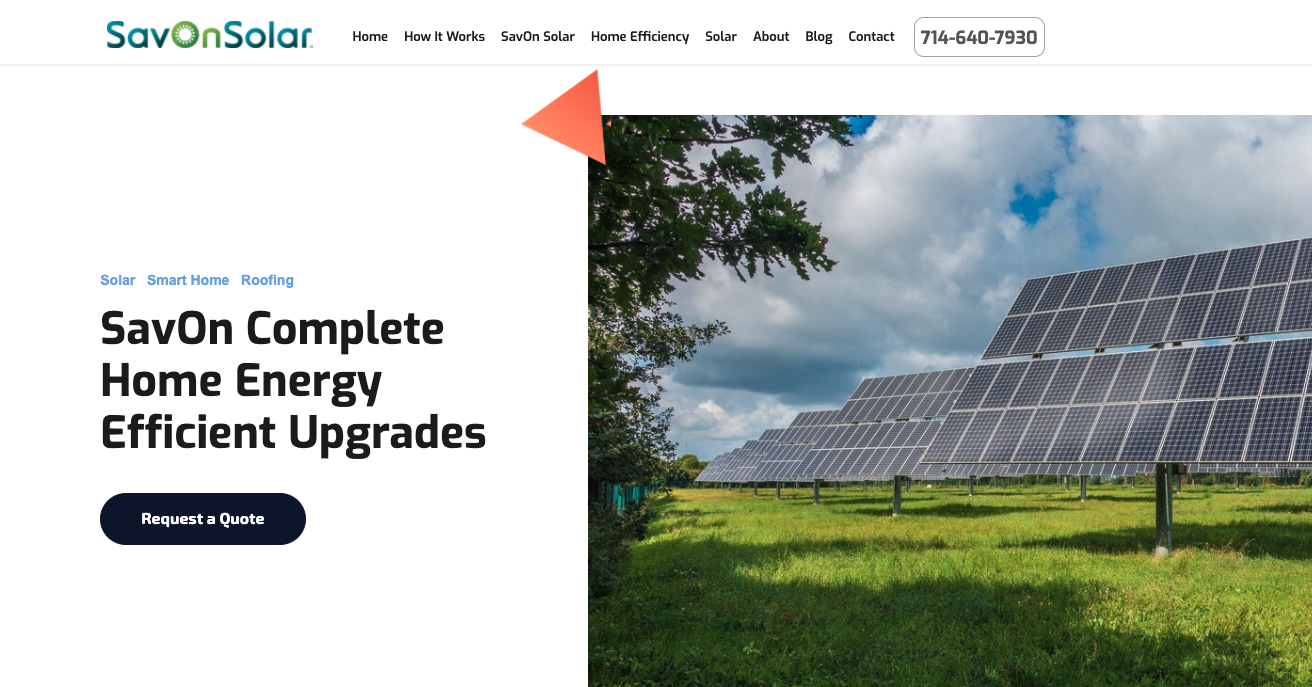 SavOnSolar Home How It Works SavOn Solar Home Efficiency Solar About Blog Contact 714-640-7930
Solar Smart Home Roofing
SavOn Complete
Home Energy
Efficient Upgrades
Request a Quote